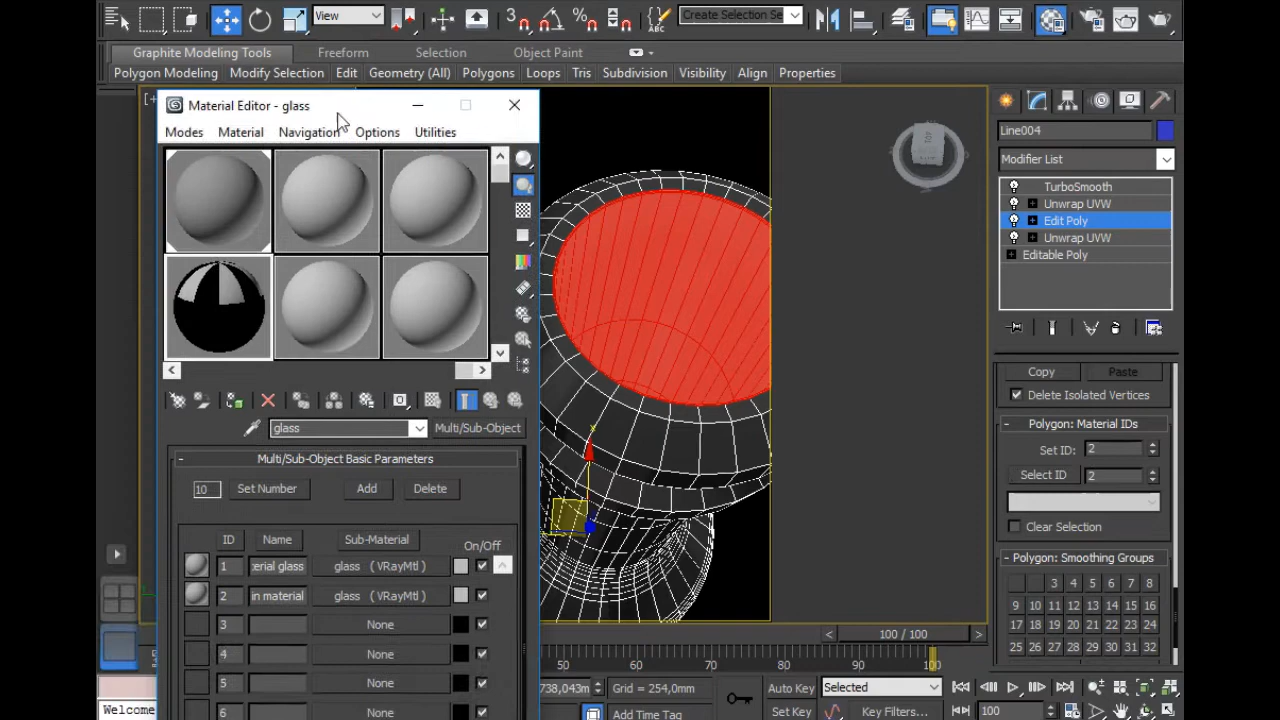 View
3
%
Create Selection Se
Graphite Modeling Tools
Freeform
Selection
Object Paint
Polygon Modeling
Modify Selection
Edit
Geometry (All)
Polygons
Loops
Tris
Subdivision
Visibility
Align
Properties
[+
Material Editor - glass
Modes
Material
Navigation
Options
Utilities
glass
Multi/Sub-Object
- Multi/Sub-Object Basic Parameters
10
Set Number
Add
Delete
ID
Name
Sub-Material
On/Off
1
terial glass
glass ( VRayMtl )
2
in material
glass ( VRayMtl )
3
None
4
None
5
None
6
None
x
TOP
Line004
Modifier List
TurboSmooth
+ Unwrap UVW
+ Edit Poly
+ Unwrap UVW
+ Editable Poly
Copy
Paste
Delete Isolated Vertices
- Polygon: Material IDs
Set ID:
2
Select ID
2
Clear Selection
- Polygon: Smoothing Groups
3 4 5 6 7 8
9 10 11 12 13 14 15 16
17 18 19 20 21 22 23 24
25 26 27 28 29 30 31 32
< 100 / 100 >
50 60 70 80 90 100
738,043m
Grid = 254,0mm
Auto Key
Selected
Welcome
Add Time Tag
Set Key
Key Filters...
100